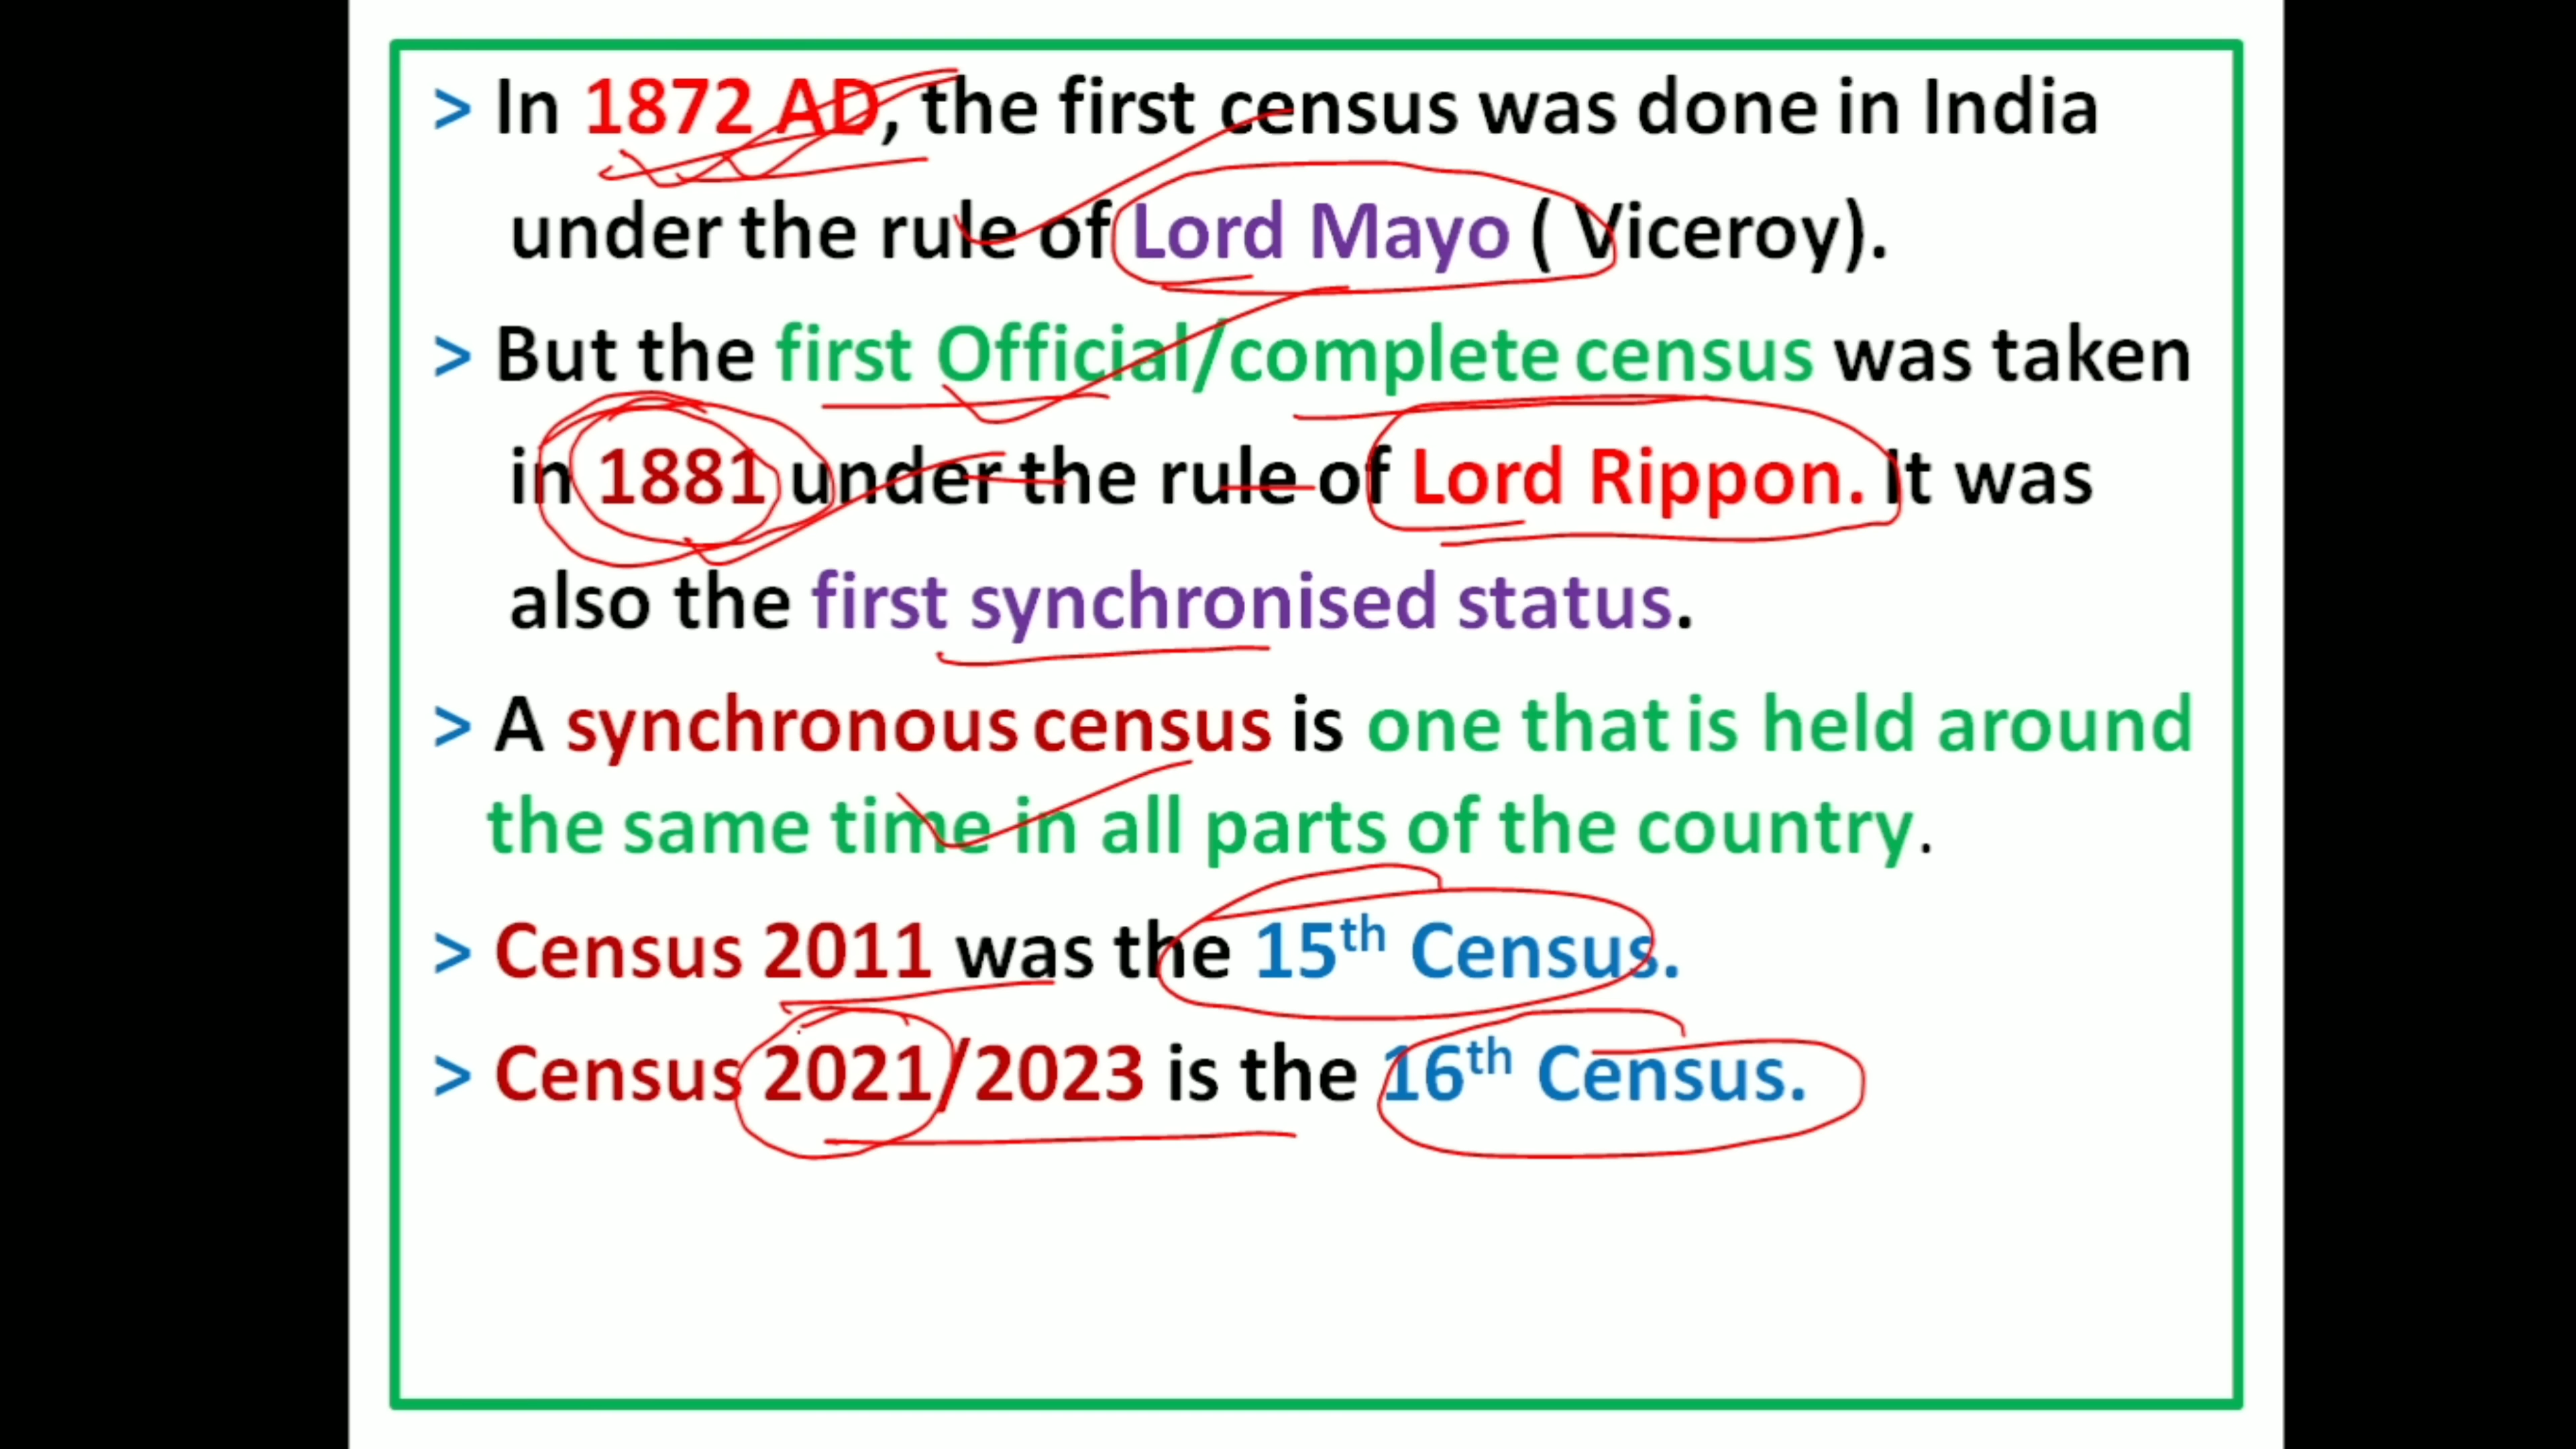 > In 1872 AD, the first census was done in India
under the rule of Lord Mayo ( Viceroy).
> But the first Official/complete census was taken
in 1881 under the rule of Lord Rippon. It was
also the first synchronised status.
> A synchronous census is one that is held around
the same time in all parts of the country.
> Census 2011 was the 15th Census.
> Census 2021/2023 is the 16th Census.